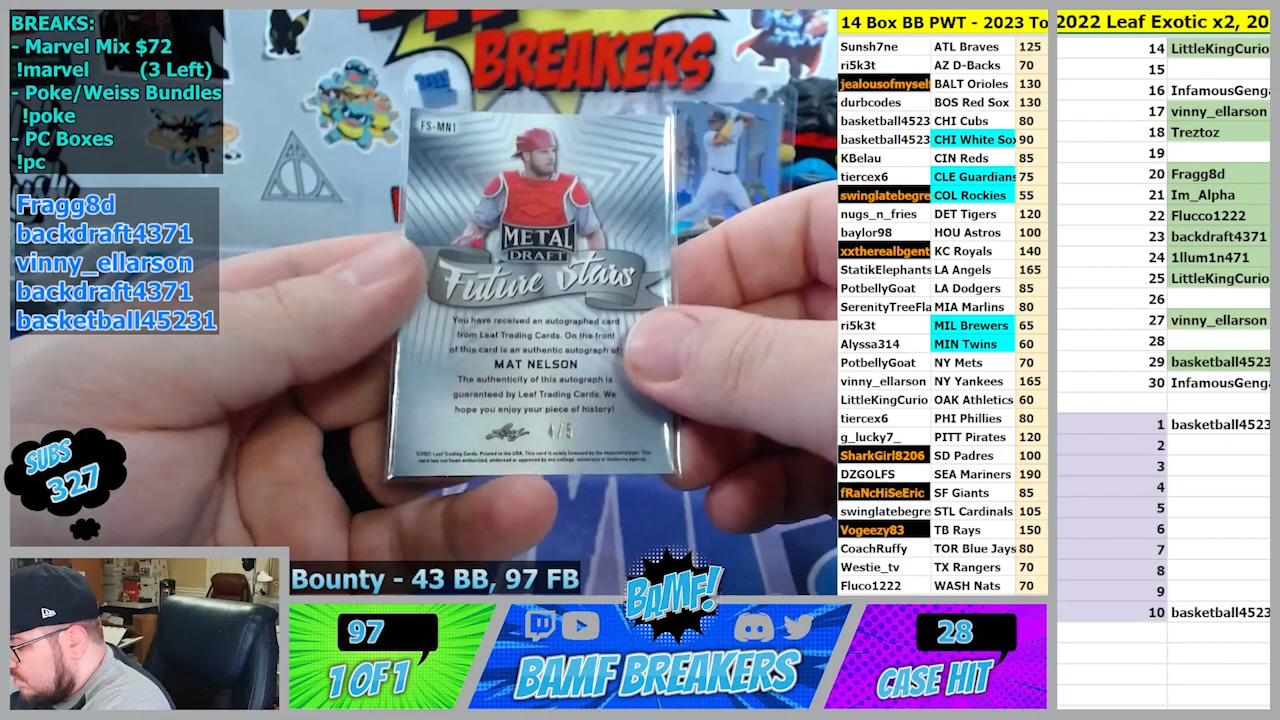 BREAKS:
- Marvel Mix $72
!marvel (3 Left)
- Poke/Weiss Bundles
!poke
- PC Boxes
!pc
Fragg8d
backdraft4371
vinny_ellarson
backdraft4371
basketball45231
SUBS
327
BREAKERS
FS-MN1
METAL
DRAFT
Future Stars
You have received an autographed card
from Leaf Trading Cards. On the front
of this card is an authentic autograph of
MAT NELSON
The authenticity of this autograph is
guaranteed by Leaf Trading Cards. We
hope you enjoy your piece of history!
Leaf
4/5
Bounty - 43 BB, 97 FB
BAMF!
97
1 OF 1
BAMF BREAKERS
28
CASE HIT
14 Box BB PWT - 2023 To
Sunsh7ne ATL Braves 125
ri5k3t AZ D-Backs 70
jealousofmysel BALT Orioles 130
durbcodes BOS Red Sox 130
basketball4523 CHI Cubs 80
basketball4523 CHI White Sox 90
KBelau CIN Reds 85
tiercex6 CLE Guardians 75
swinglatebegre COL Rockies 55
nugs_n_fries DET Tigers 120
baylor98 HOU Astros 100
xxtherealbgent KC Royals 140
StatikElephants LA Angels 165
PotbellyGoat LA Dodgers 85
SerenityTreeFla MIA Marlins 80
ri5k3t MIL Brewers 65
Alyssa314 MIN Twins 60
PotbellyGoat NY Mets 70
vinny_ellarson NY Yankees 165
LittleKingCurio OAK Athletics 60
tiercex6 PHI Phillies 80
g_lucky7_ PITT Pirates 120
SharkGirl8206 SD Padres 100
DZGOLFS SEA Mariners 190
fRaNcHiSeEric SF Giants 85
swinglatebegre STL Cardinals 105
Vogeezy83 TB Rays 150
CoachRuffy TOR Blue Jays 80
Westie_tv TX Rangers 70
Fluco1222 WASH Nats 70
2022 Leaf Exotic x2, 20
14 LittleKingCurio
15
16 InfamousGenga
17 vinny_ellarson
18 Treztoz
19
20 Fragg8d
21 Im_Alpha
22 Flucco1222
23 backdraft4371
24 1llum1n471
25 LittleKingCurio
26
27 vinny_ellarson
28
29 basketball4523
30 InfamousGenga
1 basketball4523
2
3
4
5
6
7
8
9
10 basketball4523